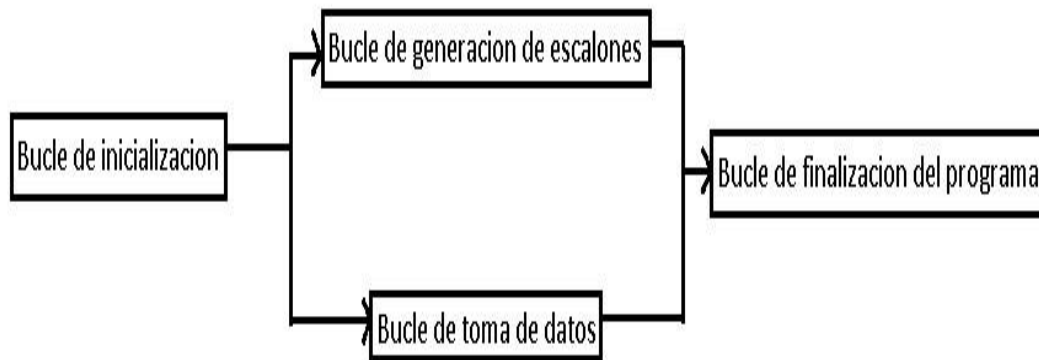 Bucle de inicializacion
Bucle de generacion de escalones
Bucle de toma de datos
Bucle de finalizacion del programa